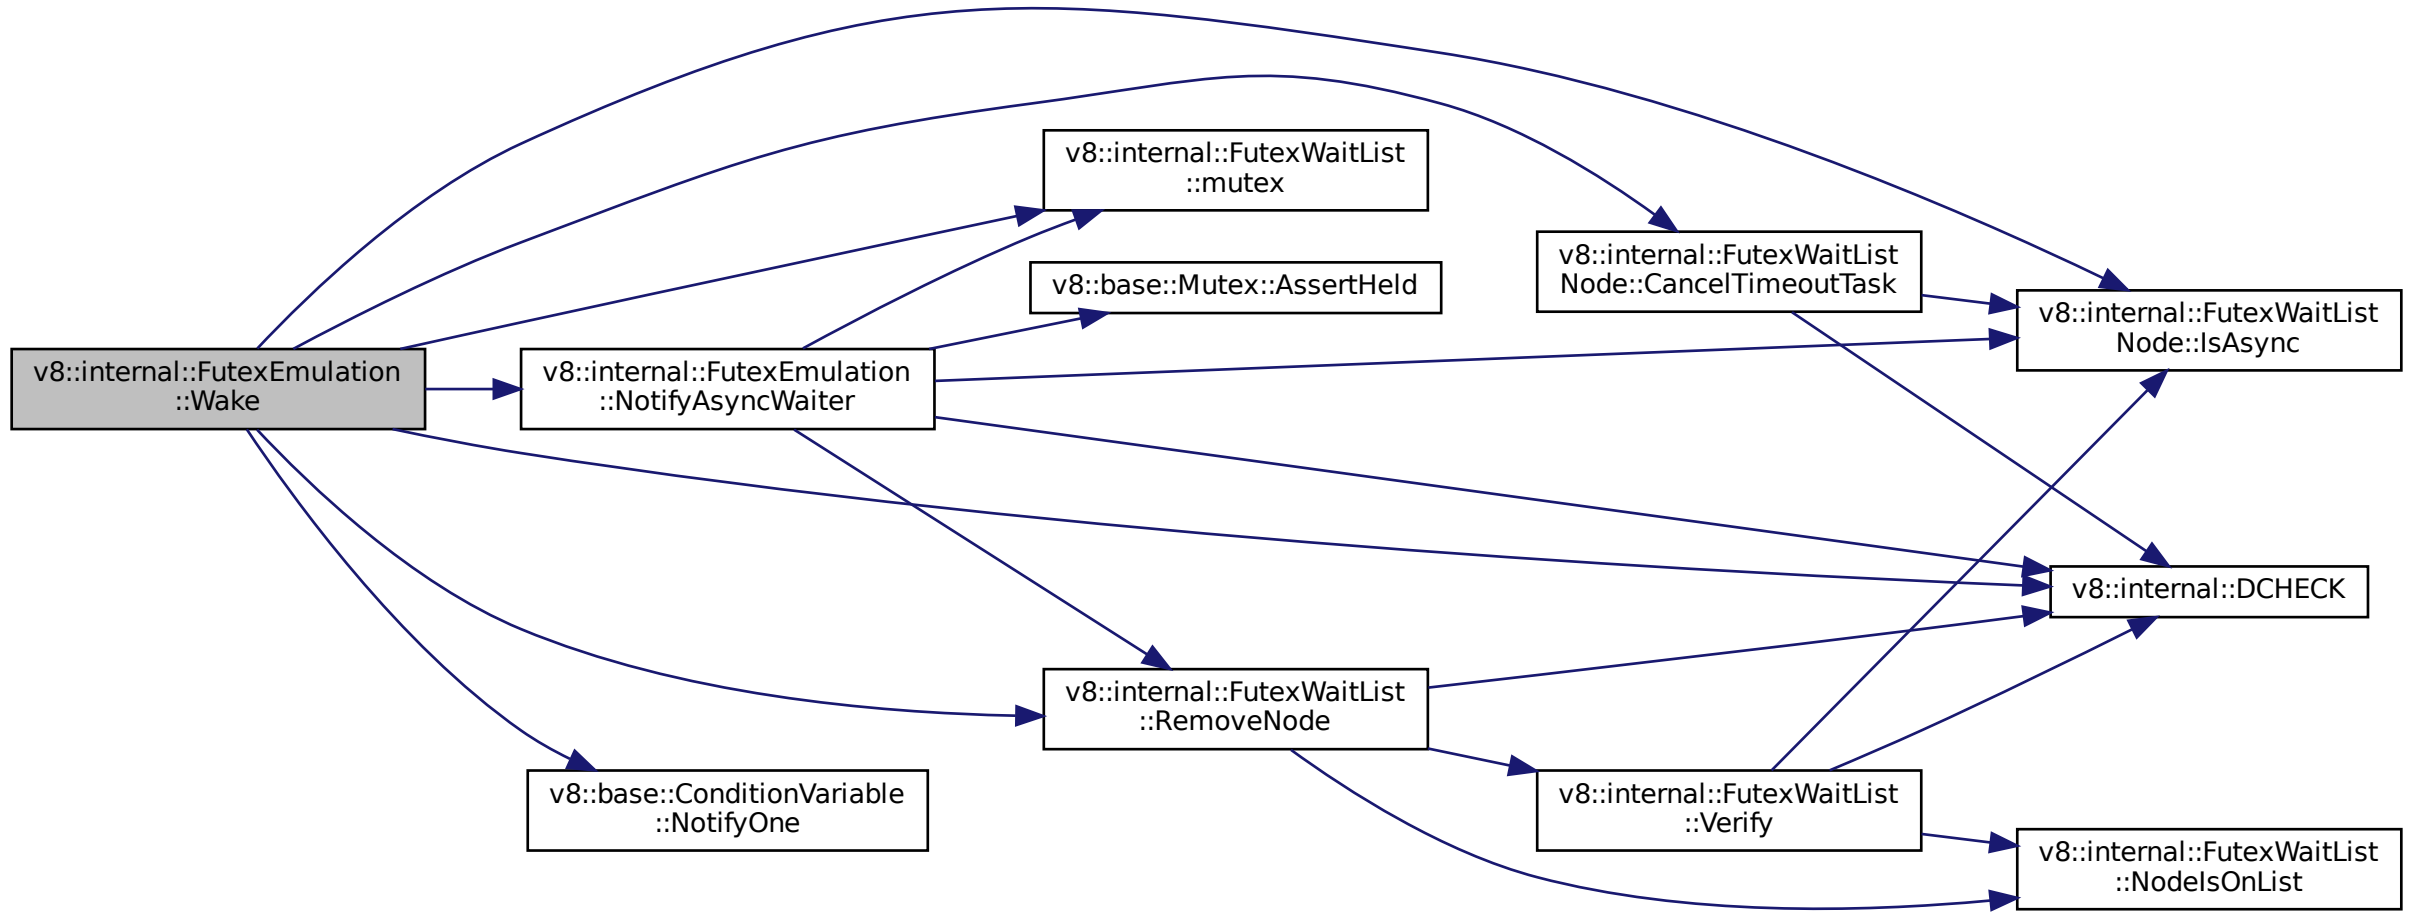 v8::internal::FutexEmulation
::Wake
v8::internal::FutexEmulation
::NotifyAsyncWaiter
v8::base::ConditionVariable
::NotifyOne
v8::internal::FutexWaitList
::mutex
v8::base::Mutex::AssertHeld
v8::internal::FutexWaitList
::RemoveNode
v8::internal::FutexWaitList
Node::CancelTimeoutTask
v8::internal::FutexWaitList
::Verify
v8::internal::FutexWaitList
Node::IsAsync
v8::internal::DCHECK
v8::internal::FutexWaitList
::NodeIsOnList